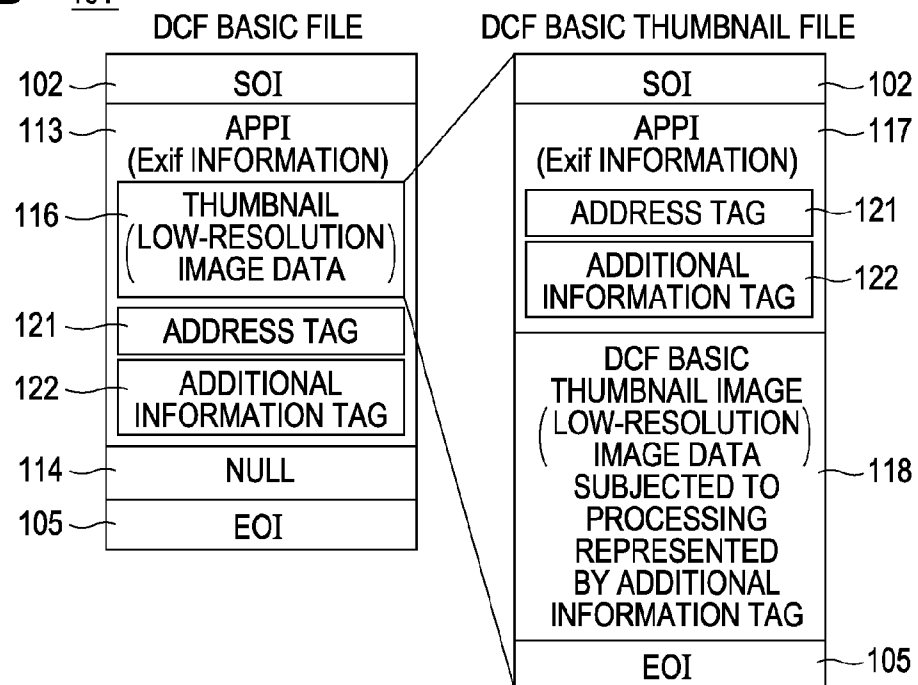 DCF BASIC FILE
102
SOI
113
APPI
(Exif INFORMATION)
116
THUMBNAIL
(LOW-RESOLUTION
IMAGE DATA)
121
ADDRESS TAG
122
ADDITIONAL
INFORMATION TAG
114
NULL
105
EOI
DCF BASIC THUMBNAIL FILE
SOI
102
APPI
(Exif INFORMATION)
117
ADDRESS TAG
121
ADDITIONAL
INFORMATION TAG
122
DCF BASIC
THUMBNAIL IMAGE
(LOW-RESOLUTION
IMAGE DATA)
SUBJECTED TO
PROCESSING
REPRESENTED
BY ADDITIONAL
INFORMATION TAG
118
EOI
105